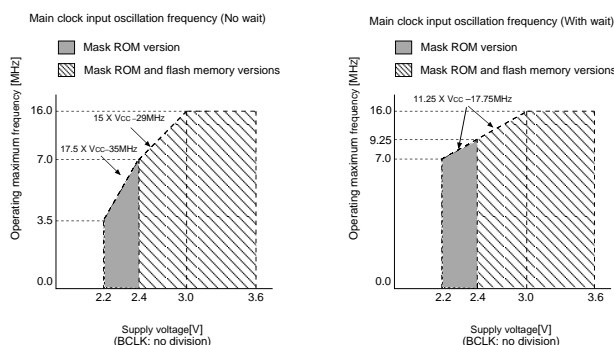 Main clock input oscillation frequency (No wait)
Mask ROM version
Mask ROM and flash memory versions
Operating maximum frequency [MHz]
16.0
7.0
3.5
0.0
15 X VCC–29MHz
17.5 X VCC–35MHz
2.2 2.4 3.0 3.6
Supply voltage[V]
(BCLK: no division)
Main clock input oscillation frequency (With wait)
Mask ROM version
Mask ROM and flash memory versions
Operating maximum frequency [MHz]
16.0
9.25
7.0
0.0
11.25 X VCC –17.75MHz
2.2 2.4 3.0 3.6
Supply voltage[V]
(BCLK: no division)